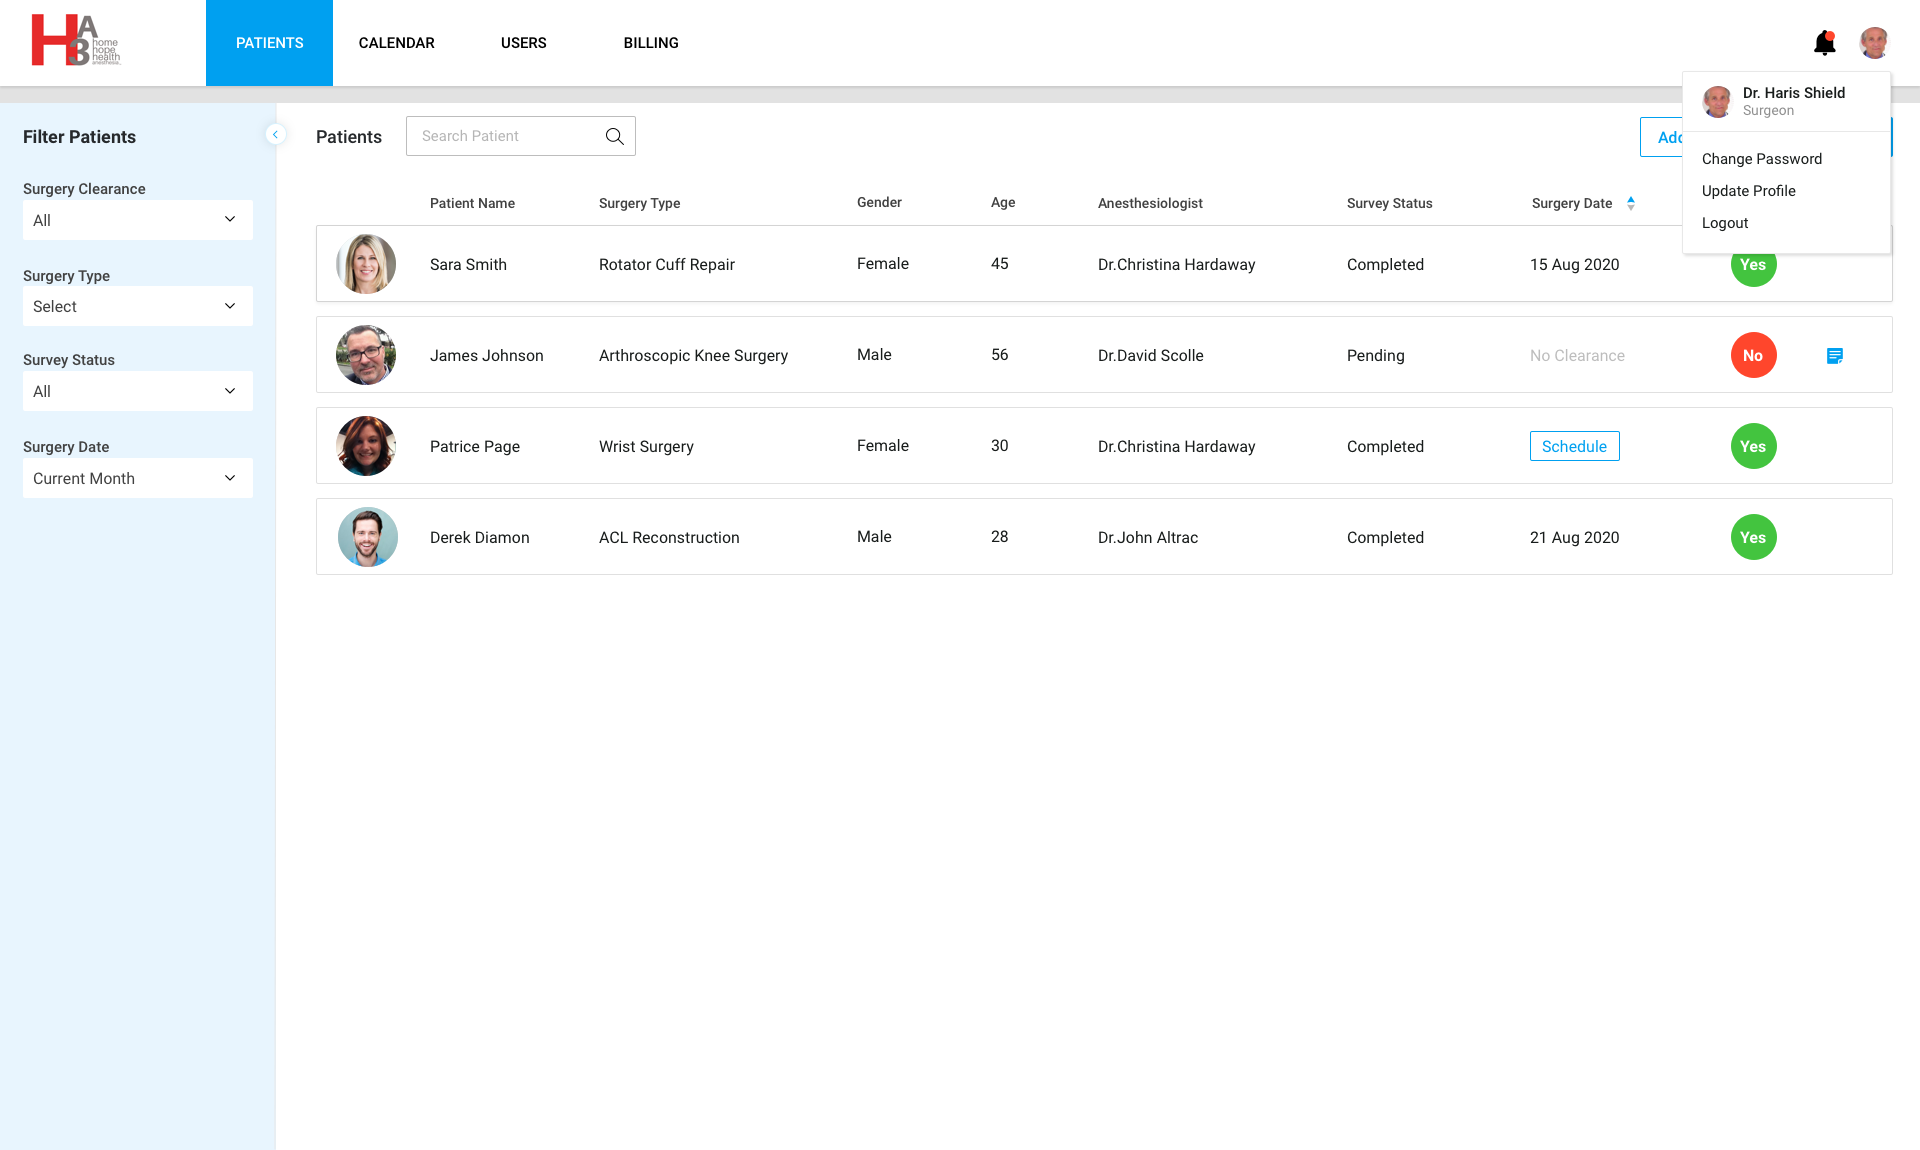 HA3
home
hope
health
anesthesia
PATIENTS
CALENDAR
USERS
BILLING
Dr. Haris Shield
Surgeon
Change Password
Update Profile
Logout
Filter Patients
Surgery Clearance
All
Surgery Type
Select
Survey Status
All
Surgery Date
Current Month
Patients
Search Patient
Patient Name Surgery Type Gender Age Anesthesiologist Survey Status Surgery Date
Sara Smith Rotator Cuff Repair Female 45 Dr.Christina Hardaway Completed 15 Aug 2020 Yes
James Johnson Arthroscopic Knee Surgery Male 56 Dr.David Scolle Pending No Clearance No
Patrice Page Wrist Surgery Female 30 Dr.Christina Hardaway Completed Schedule Yes
Derek Diamon ACL Reconstruction Male 28 Dr.John Altrac Completed 21 Aug 2020 Yes